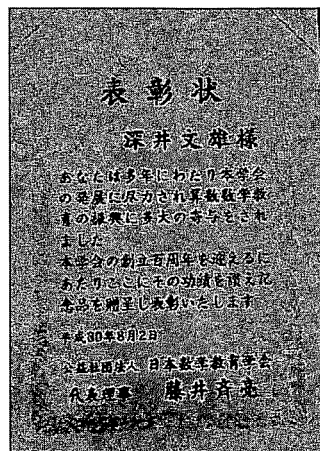 表彰状
深井文雄様
あなたは多年にわたり本学会
の発展に尽力され算数数学教
育の振興に多大の寄与をされ
ました
本学会の創立百周年を迎えるに
あたりここにその功績を讃え記
念品を贈呈し表彰いたします
平成30年8月2日
公益社団法人 日本数学教育学会
代表理事 藤井斉亮